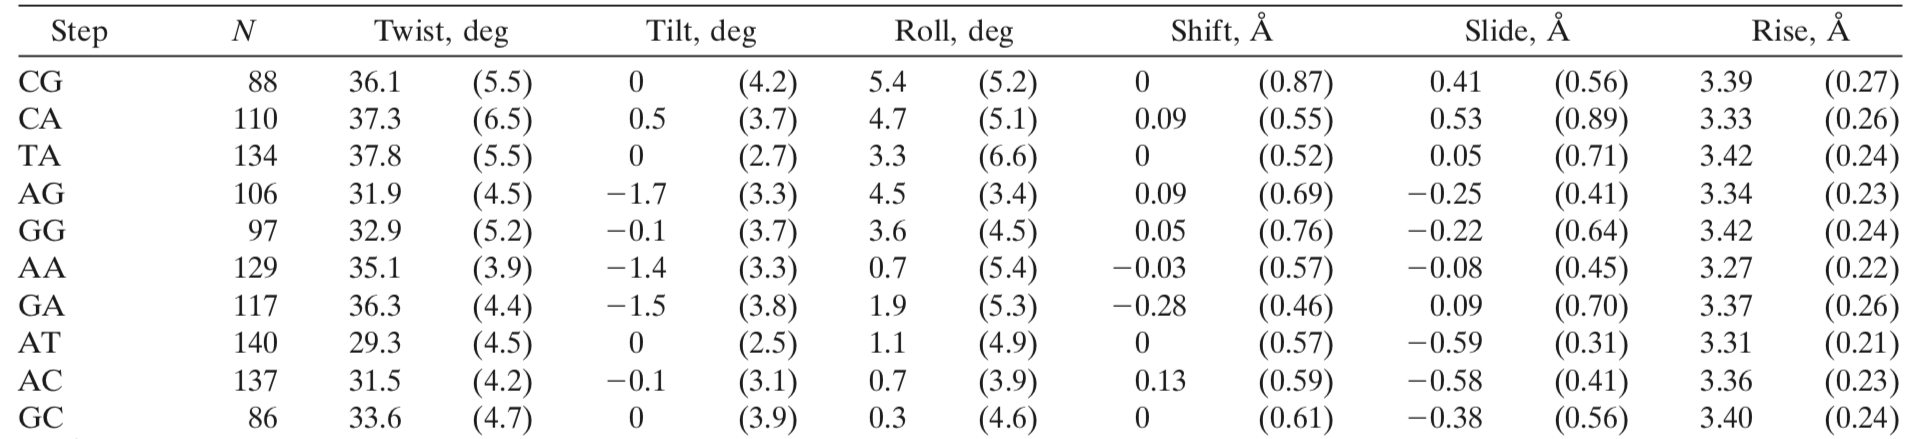 Step N Twist, deg Tilt, deg Roll, deg Shift, Å Slide, Å Rise, Å
CG 88 36.1 (5.5) 0 (4.2) 5.4 (5.2) 0 (0.87) 0.41 (0.56) 3.39 (0.27)
CA 110 37.3 (6.5) 0.5 (3.7) 4.7 (5.1) 0.09 (0.55) 0.53 (0.89) 3.33 (0.26)
TA 134 37.8 (5.5) 0 (2.7) 3.3 (6.6) 0 (0.52) 0.05 (0.71) 3.42 (0.24)
AG 106 31.9 (4.5) −1.7 (3.3) 4.5 (3.4) 0.09 (0.69) −0.25 (0.41) 3.34 (0.23)
GG 97 32.9 (5.2) −0.1 (3.7) 3.6 (4.5) 0.05 (0.76) −0.22 (0.64) 3.42 (0.24)
AA 129 35.1 (3.9) −1.4 (3.3) 0.7 (5.4) −0.03 (0.57) −0.08 (0.45) 3.27 (0.22)
GA 117 36.3 (4.4) −1.5 (3.8) 1.9 (5.3) −0.28 (0.46) 0.09 (0.70) 3.37 (0.26)
AT 140 29.3 (4.5) 0 (2.5) 1.1 (4.9) 0 (0.57) −0.59 (0.31) 3.31 (0.21)
AC 137 31.5 (4.2) −0.1 (3.1) 0.7 (3.9) 0.13 (0.59) −0.58 (0.41) 3.36 (0.23)
GC 86 33.6 (4.7) 0 (3.9) 0.3 (4.6) 0 (0.61) −0.38 (0.56) 3.40 (0.24)